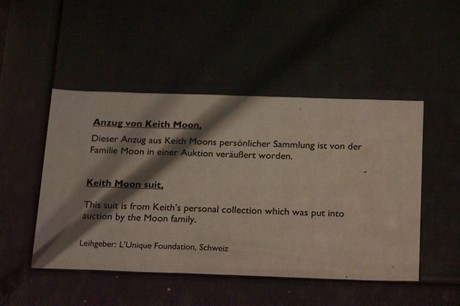 Anzug von Keith Moon,
Dieser Anzug aus Keith Moons persönlicher Sammlung ist von der
Familie Moon in einer Auktion veräußert worden.
Keith Moon suit,
This suit is from Keith's personal collection which was put into
auction by the Moon family.
Leihgeber: L'Unique Foundation, Schweiz